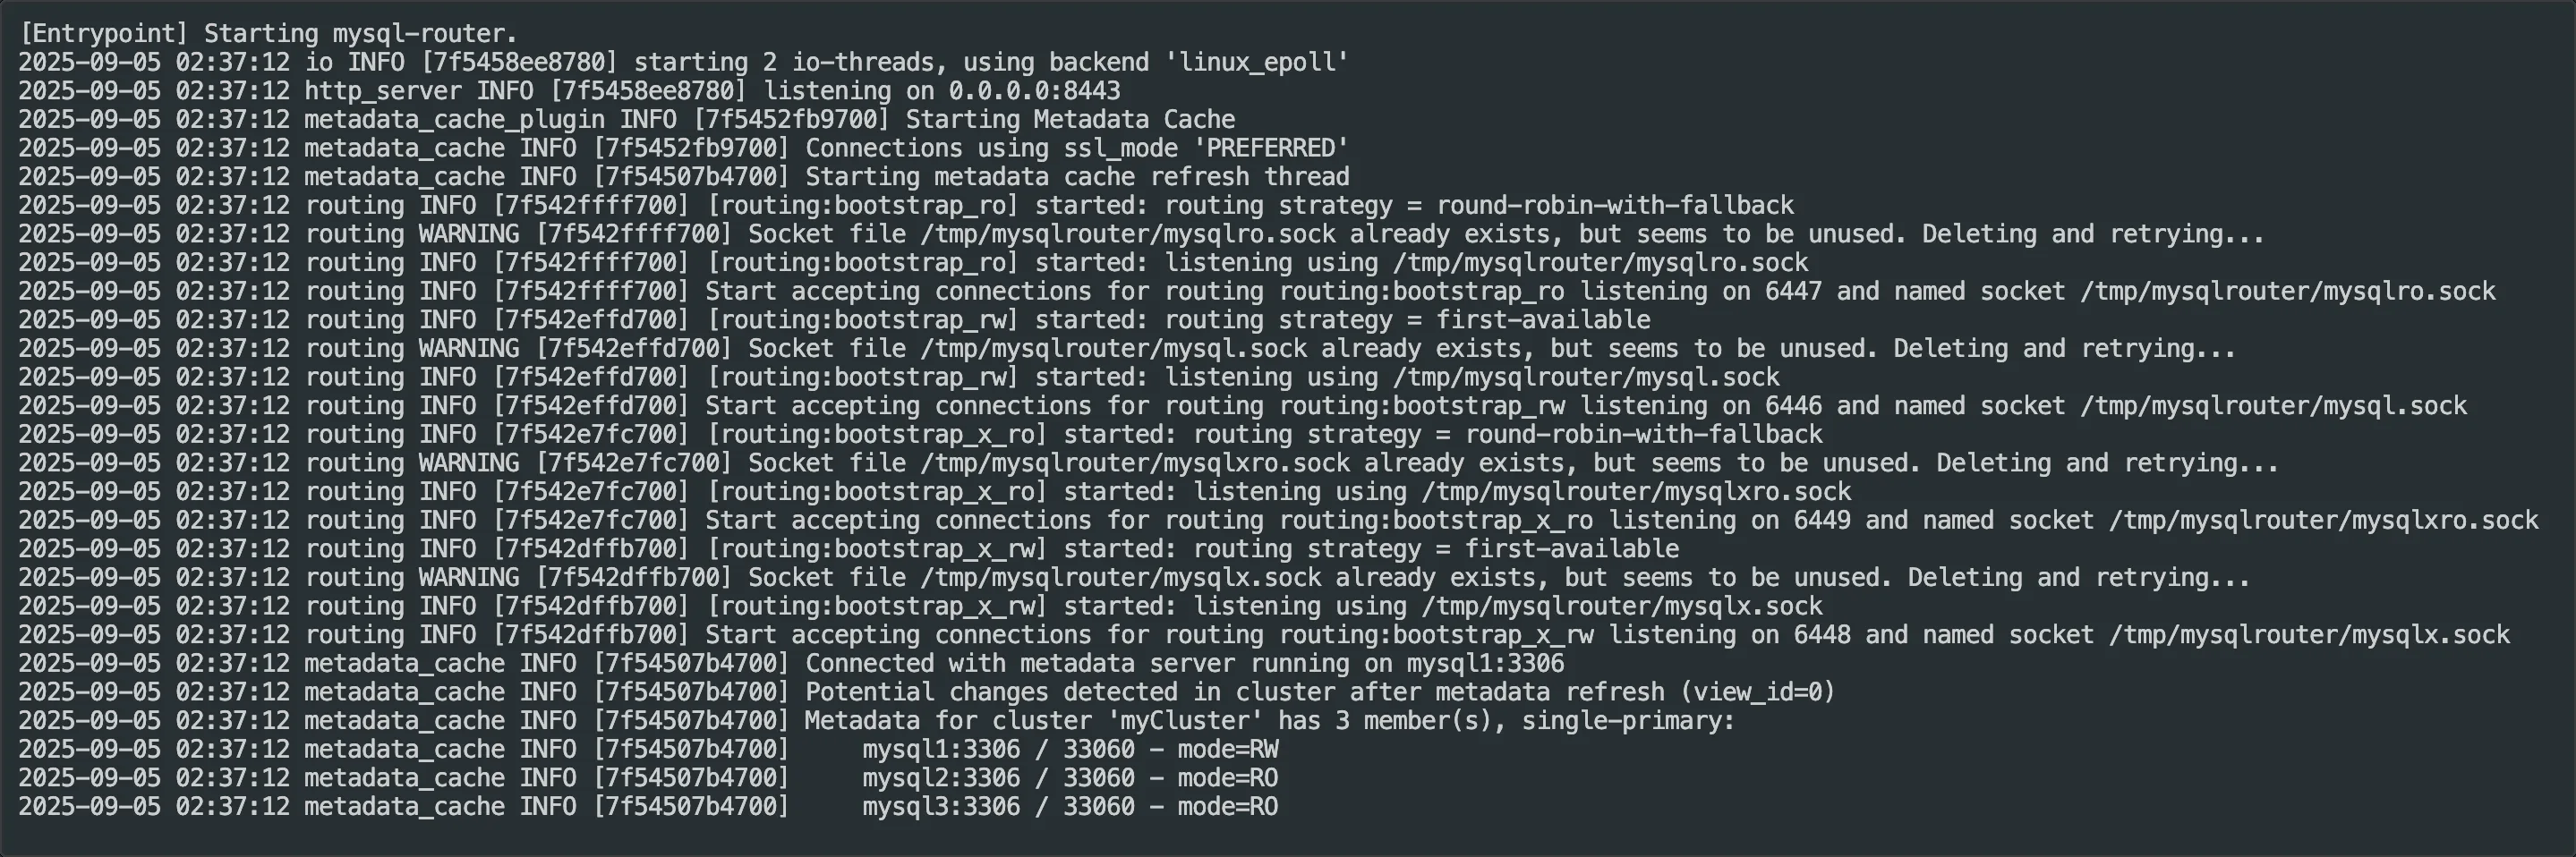 [Entrypoint] Starting mysql-router.
2025-09-05 02:37:12 io INFO [7f5458ee8780] starting 2 io-threads, using backend 'linux_epoll'
2025-09-05 02:37:12 http_server INFO [7f5458ee8780] listening on 0.0.0.0:8443
2025-09-05 02:37:12 metadata_cache_plugin INFO [7f5452fb9700] Starting Metadata Cache
2025-09-05 02:37:12 metadata_cache INFO [7f5452fb9700] Connections using ssl_mode 'PREFERRED'
2025-09-05 02:37:12 metadata_cache INFO [7f54507b4700] Starting metadata cache refresh thread
2025-09-05 02:37:12 routing INFO [7f542ffff700] [routing:bootstrap_ro] started: routing strategy = round-robin-with-fallback
2025-09-05 02:37:12 routing WARNING [7f542ffff700] Socket file /tmp/mysqlrouter/mysqlro.sock already exists, but seems to be unused. Deleting and retrying...
2025-09-05 02:37:12 routing INFO [7f542ffff700] [routing:bootstrap_ro] started: listening using /tmp/mysqlrouter/mysqlro.sock
2025-09-05 02:37:12 routing INFO [7f542ffff700] Start accepting connections for routing routing:bootstrap_ro listening on 6447 and named socket /tmp/mysqlrouter/mysqlro.sock
2025-09-05 02:37:12 routing INFO [7f542effd700] [routing:bootstrap_rw] started: routing strategy = first-available
2025-09-05 02:37:12 routing WARNING [7f542effd700] Socket file /tmp/mysqlrouter/mysql.sock already exists, but seems to be unused. Deleting and retrying...
2025-09-05 02:37:12 routing INFO [7f542effd700] [routing:bootstrap_rw] started: listening using /tmp/mysqlrouter/mysql.sock
2025-09-05 02:37:12 routing INFO [7f542effd700] Start accepting connections for routing routing:bootstrap_rw listening on 6446 and named socket /tmp/mysqlrouter/mysql.sock
2025-09-05 02:37:12 routing INFO [7f542e7fc700] [routing:bootstrap_x_ro] started: routing strategy = round-robin-with-fallback
2025-09-05 02:37:12 routing WARNING [7f542e7fc700] Socket file /tmp/mysqlrouter/mysqlxro.sock already exists, but seems to be unused. Deleting and retrying...
2025-09-05 02:37:12 routing INFO [7f542e7fc700] [routing:bootstrap_x_ro] started: listening using /tmp/mysqlrouter/mysqlxro.sock
2025-09-05 02:37:12 routing INFO [7f542e7fc700] Start accepting connections for routing routing:bootstrap_x_ro listening on 6449 and named socket /tmp/mysqlrouter/mysqlxro.sock
2025-09-05 02:37:12 routing INFO [7f542dffb700] [routing:bootstrap_x_rw] started: routing strategy = first-available
2025-09-05 02:37:12 routing WARNING [7f542dffb700] Socket file /tmp/mysqlrouter/mysqlx.sock already exists, but seems to be unused. Deleting and retrying...
2025-09-05 02:37:12 routing INFO [7f542dffb700] [routing:bootstrap_x_rw] started: listening using /tmp/mysqlrouter/mysqlx.sock
2025-09-05 02:37:12 routing INFO [7f542dffb700] Start accepting connections for routing routing:bootstrap_x_rw listening on 6448 and named socket /tmp/mysqlrouter/mysqlx.sock
2025-09-05 02:37:12 metadata_cache INFO [7f54507b4700] Connected with metadata server running on mysql1:3306
2025-09-05 02:37:12 metadata_cache INFO [7f54507b4700] Potential changes detected in cluster after metadata refresh (view_id=0)
2025-09-05 02:37:12 metadata_cache INFO [7f54507b4700] Metadata for cluster 'myCluster' has 3 member(s), single-primary:
2025-09-05 02:37:12 metadata_cache INFO [7f54507b4700]     mysql1:3306 / 33060 - mode=RW
2025-09-05 02:37:12 metadata_cache INFO [7f54507b4700]     mysql2:3306 / 33060 - mode=RO
2025-09-05 02:37:12 metadata_cache INFO [7f54507b4700]     mysql3:3306 / 33060 - mode=RO